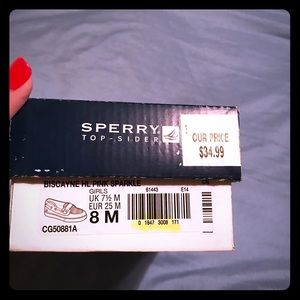 SPERRY
TOP-SIDER
OUR PRICE
$34.99
BISCAYNE HL PINK SPARKLE
GIRLS
61443
E14
UK 7½ M
EUR 25 M
8 M
CG50881A
0 1847 3008 171